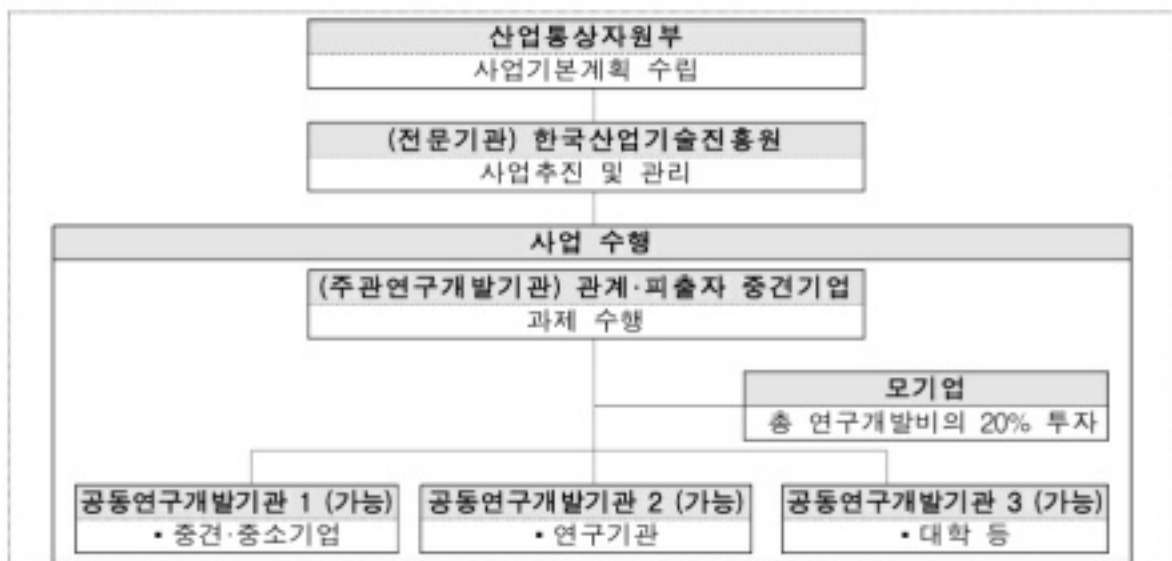 산업통상자원부
사업기본계획 수립
(전문기관) 한국산업기술진흥원
사업추진 및 관리
사업 수행
(주관연구개발기관) 관계·피출자 중견기업
과제 수행
모기업
총 연구개발비의 20% 투자
공동연구개발기관 1 (가능)
▪ 중견·중소기업
공동연구개발기관 2 (가능)
▪ 연구기관
공동연구개발기관 3 (가능)
▪ 대학 등